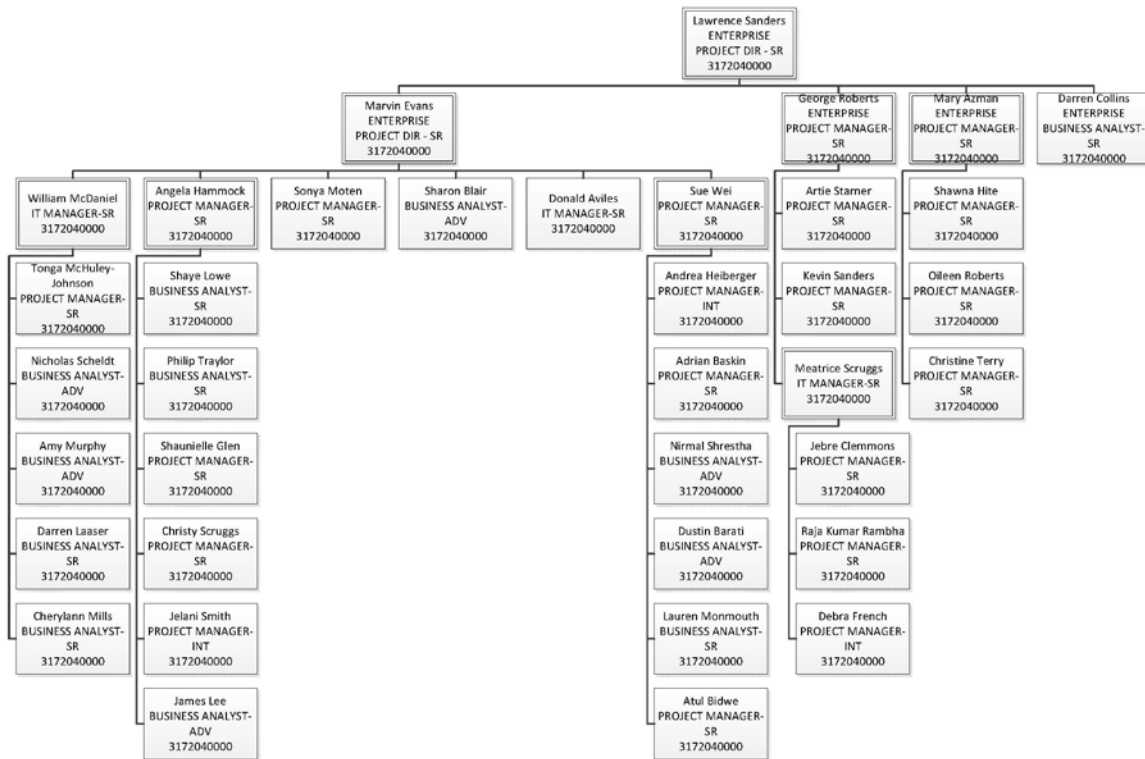 Lawrence Sanders
ENTERPRISE
PROJECT DIR - SR
3172040000
Marvin Evans
ENTERPRISE
PROJECT DIR - SR
3172040000
George Roberts
ENTERPRISE
PROJECT MANAGER-
SR
3172040000
Mary Azman
ENTERPRISE
PROJECT MANAGER-
SR
3172040000
Darren Collins
ENTERPRISE
BUSINESS ANALYST-
SR
3172040000
William McDaniel
IT MANAGER-SR
3172040000
Angela Hammock
PROJECT MANAGER-
SR
3172040000
Sonya Moten
PROJECT MANAGER-
SR
3172040000
Sharon Blair
BUSINESS ANALYST-
ADV
3172040000
Donald Aviles
IT MANAGER-SR
3172040000
Sue Wei
PROJECT MANAGER-
SR
3172040000
Artie Starner
PROJECT MANAGER-
SR
3172040000
Shawna Hite
PROJECT MANAGER-
SR
3172040000
Tonga McHuley-
Johnson
PROJECT MANAGER-
SR
3172040000
Shaye Lowe
BUSINESS ANALYST-
SR
3172040000
Andrea Heiberger
PROJECT MANAGER-
INT
3172040000
Kevin Sanders
PROJECT MANAGER-
SR
3172040000
Oileen Roberts
PROJECT MANAGER-
SR
3172040000
Nicholas Scheldt
BUSINESS ANALYST-
ADV
3172040000
Philip Traylor
BUSINESS ANALYST-
SR
3172040000
Adrian Baskin
PROJECT MANAGER-
SR
3172040000
Meatrice Scruggs
IT MANAGER-SR
3172040000
Christine Terry
PROJECT MANAGER-
SR
3172040000
Amy Murphy
BUSINESS ANALYST-
ADV
3172040000
Shaunielle Glen
PROJECT MANAGER-
SR
3172040000
Nirmal Shrestha
BUSINESS ANALYST-
ADV
3172040000
Jebre Clemmons
PROJECT MANAGER-
SR
3172040000
Darren Laaser
BUSINESS ANALYST-
SR
3172040000
Christy Scruggs
PROJECT MANAGER-
SR
3172040000
Dustin Barati
BUSINESS ANALYST-
ADV
3172040000
Raja Kumar Rambha
PROJECT MANAGER-
SR
3172040000
Cherylann Mills
BUSINESS ANALYST-
SR
3172040000
Jelani Smith
PROJECT MANAGER-
INT
3172040000
Lauren Monmouth
BUSINESS ANALYST-
SR
3172040000
Debra French
PROJECT MANAGER-
INT
3172040000
James Lee
BUSINESS ANALYST-
ADV
3172040000
Atul Bidwe
PROJECT MANAGER-
SR
3172040000